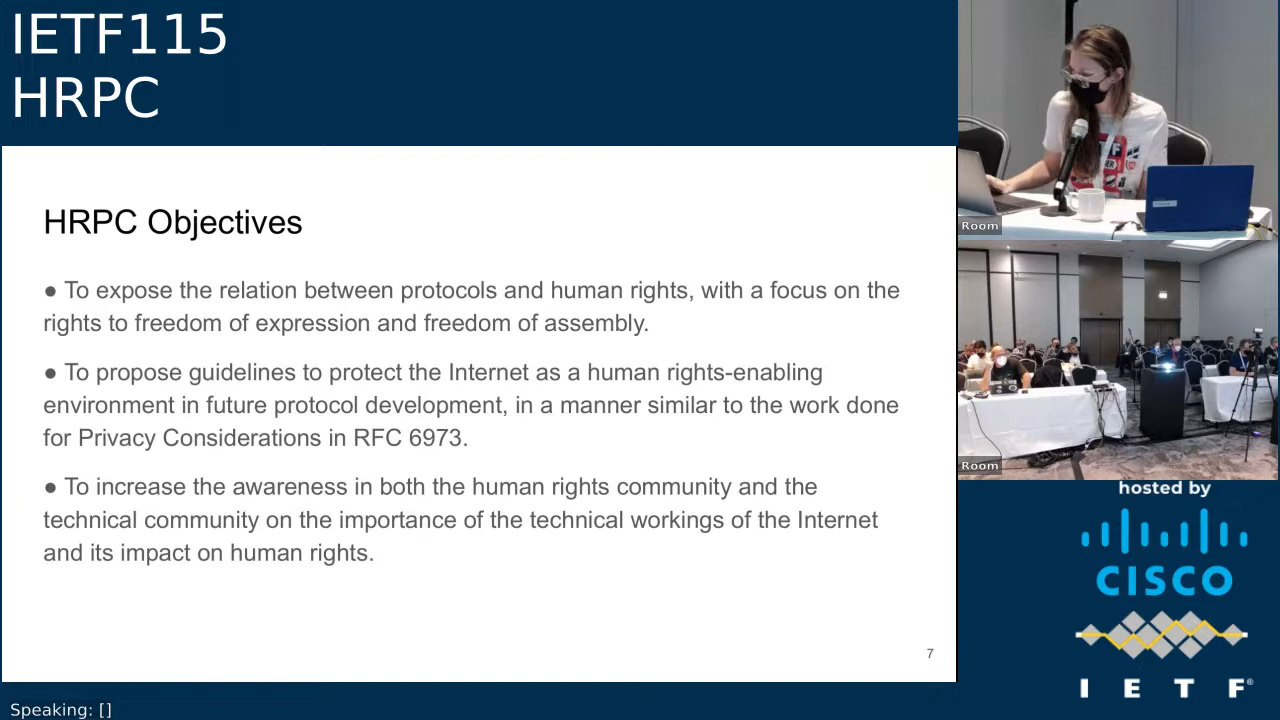 IETF115
HRPC
HRPC Objectives
● To expose the relation between protocols and human rights, with a focus on the
rights to freedom of expression and freedom of assembly.
● To propose guidelines to protect the Internet as a human rights-enabling
environment in future protocol development, in a manner similar to the work done
for Privacy Considerations in RFC 6973.
● To increase the awareness in both the human rights community and the
technical community on the importance of the technical workings of the Internet
and its impact on human rights.
7
Speaking: []
Room
Room
hosted by
CISCO
I E T F®